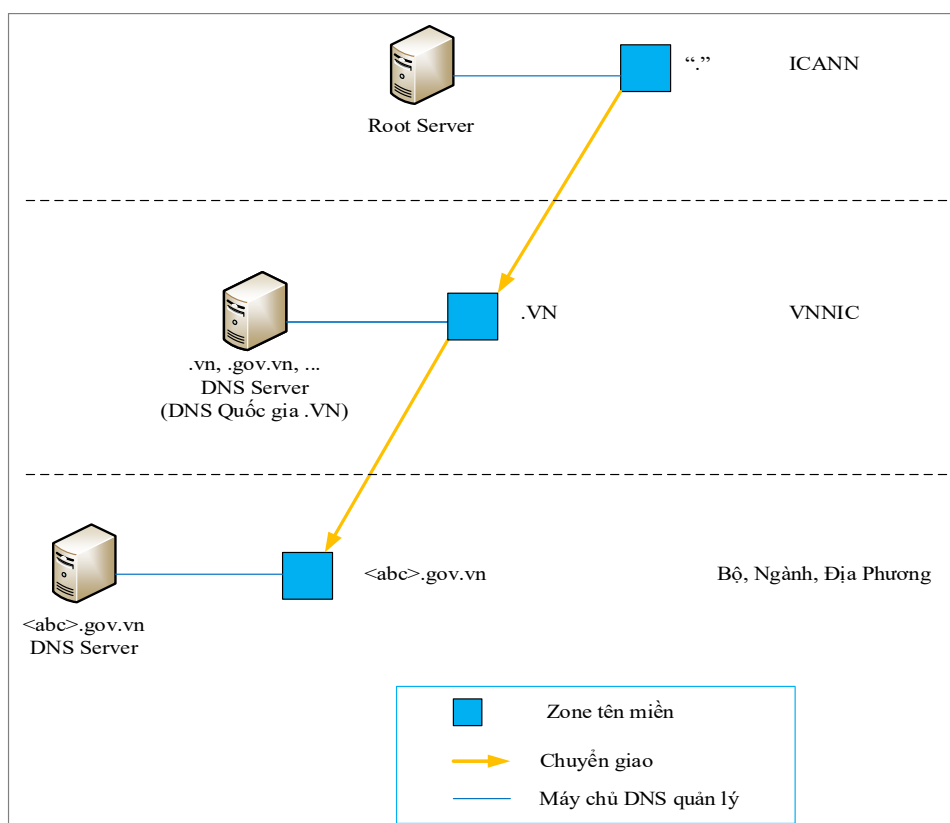 “.” ICANN
Root Server
.VN VNNIC
.vn, .gov.vn, ...
DNS Server
(DNS Quốc gia .VN)
<abc>.gov.vn Bộ, Ngành, Địa Phương
<abc>.gov.vn
DNS Server
Zone tên miền
Chuyển giao
Máy chủ DNS quản lý